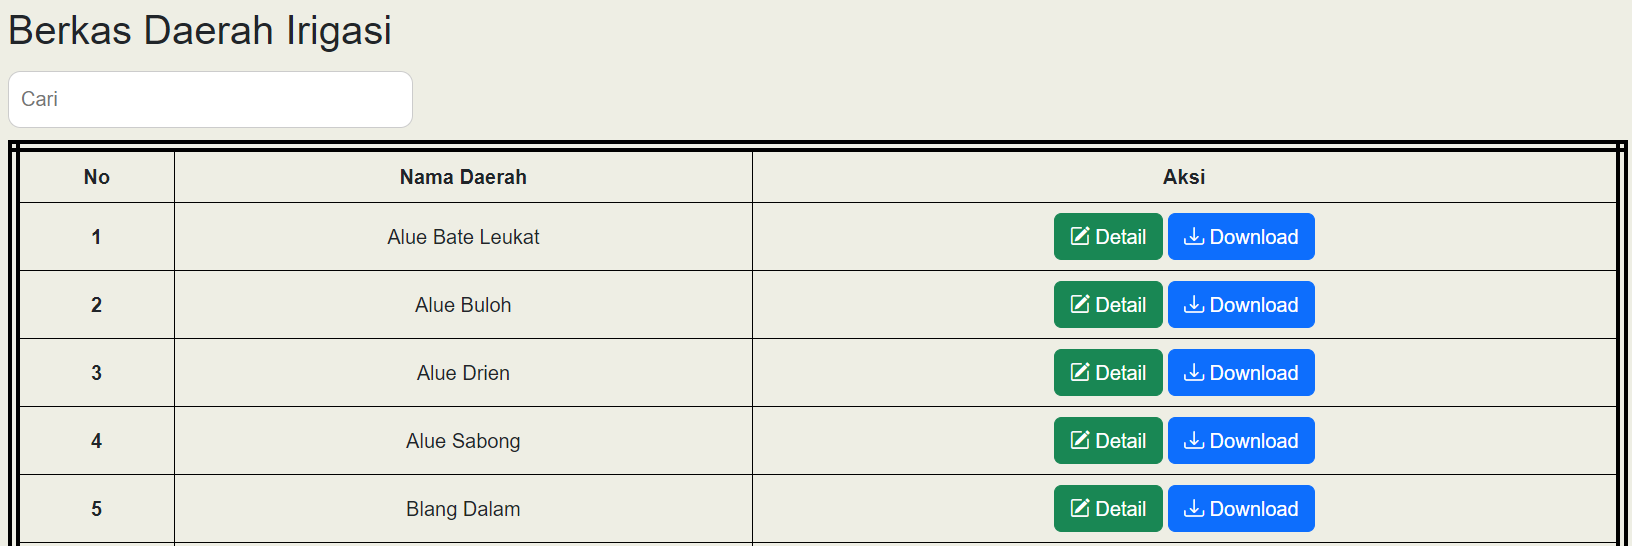 Berkas Daerah Irigasi
Cari
No Nama Daerah Aksi
1 Alue Bate Leukat Detail Download
2 Alue Buloh Detail Download
3 Alue Drien Detail Download
4 Alue Sabong Detail Download
5 Blang Dalam Detail Download